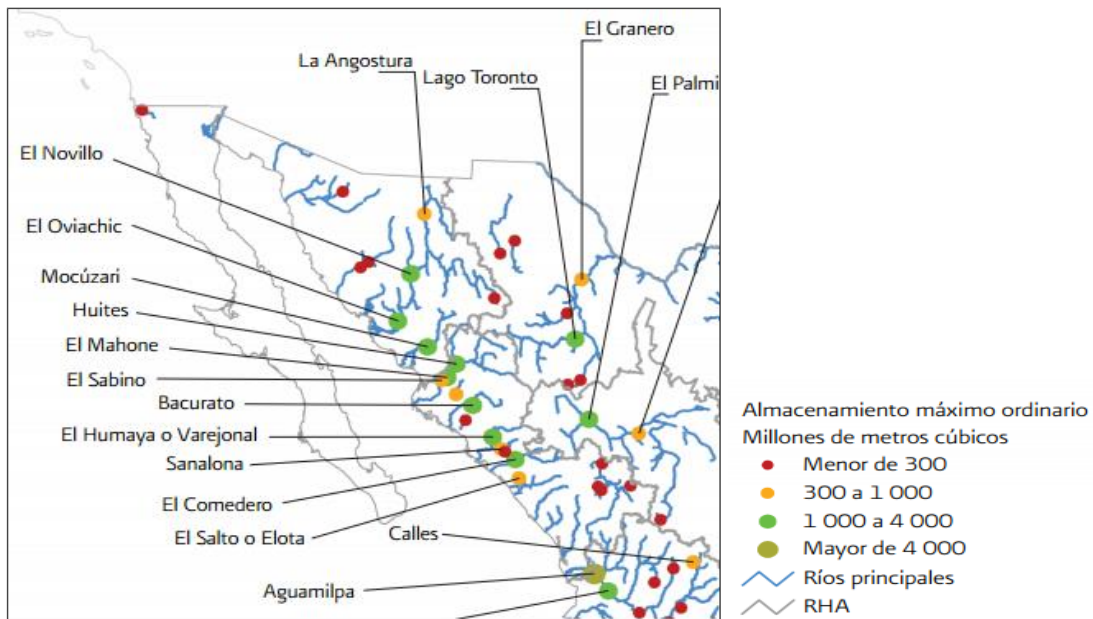 El Granero
La Angostura
Lago Toronto
El Palmi
El Novillo
El Oviachic
Mocúzari
Huites
El Mahone
El Sabino
Bacurato
El Humaya o Varejonal
Sanalona
El Comedero
El Salto o Elota
Calles
Aguamilpa
Almacenamiento máximo ordinario
Millones de metros cúbicos
Menor de 300
300 a 1 000
1 000 a 4 000
Mayor de 4 000
Ríos principales
RHA